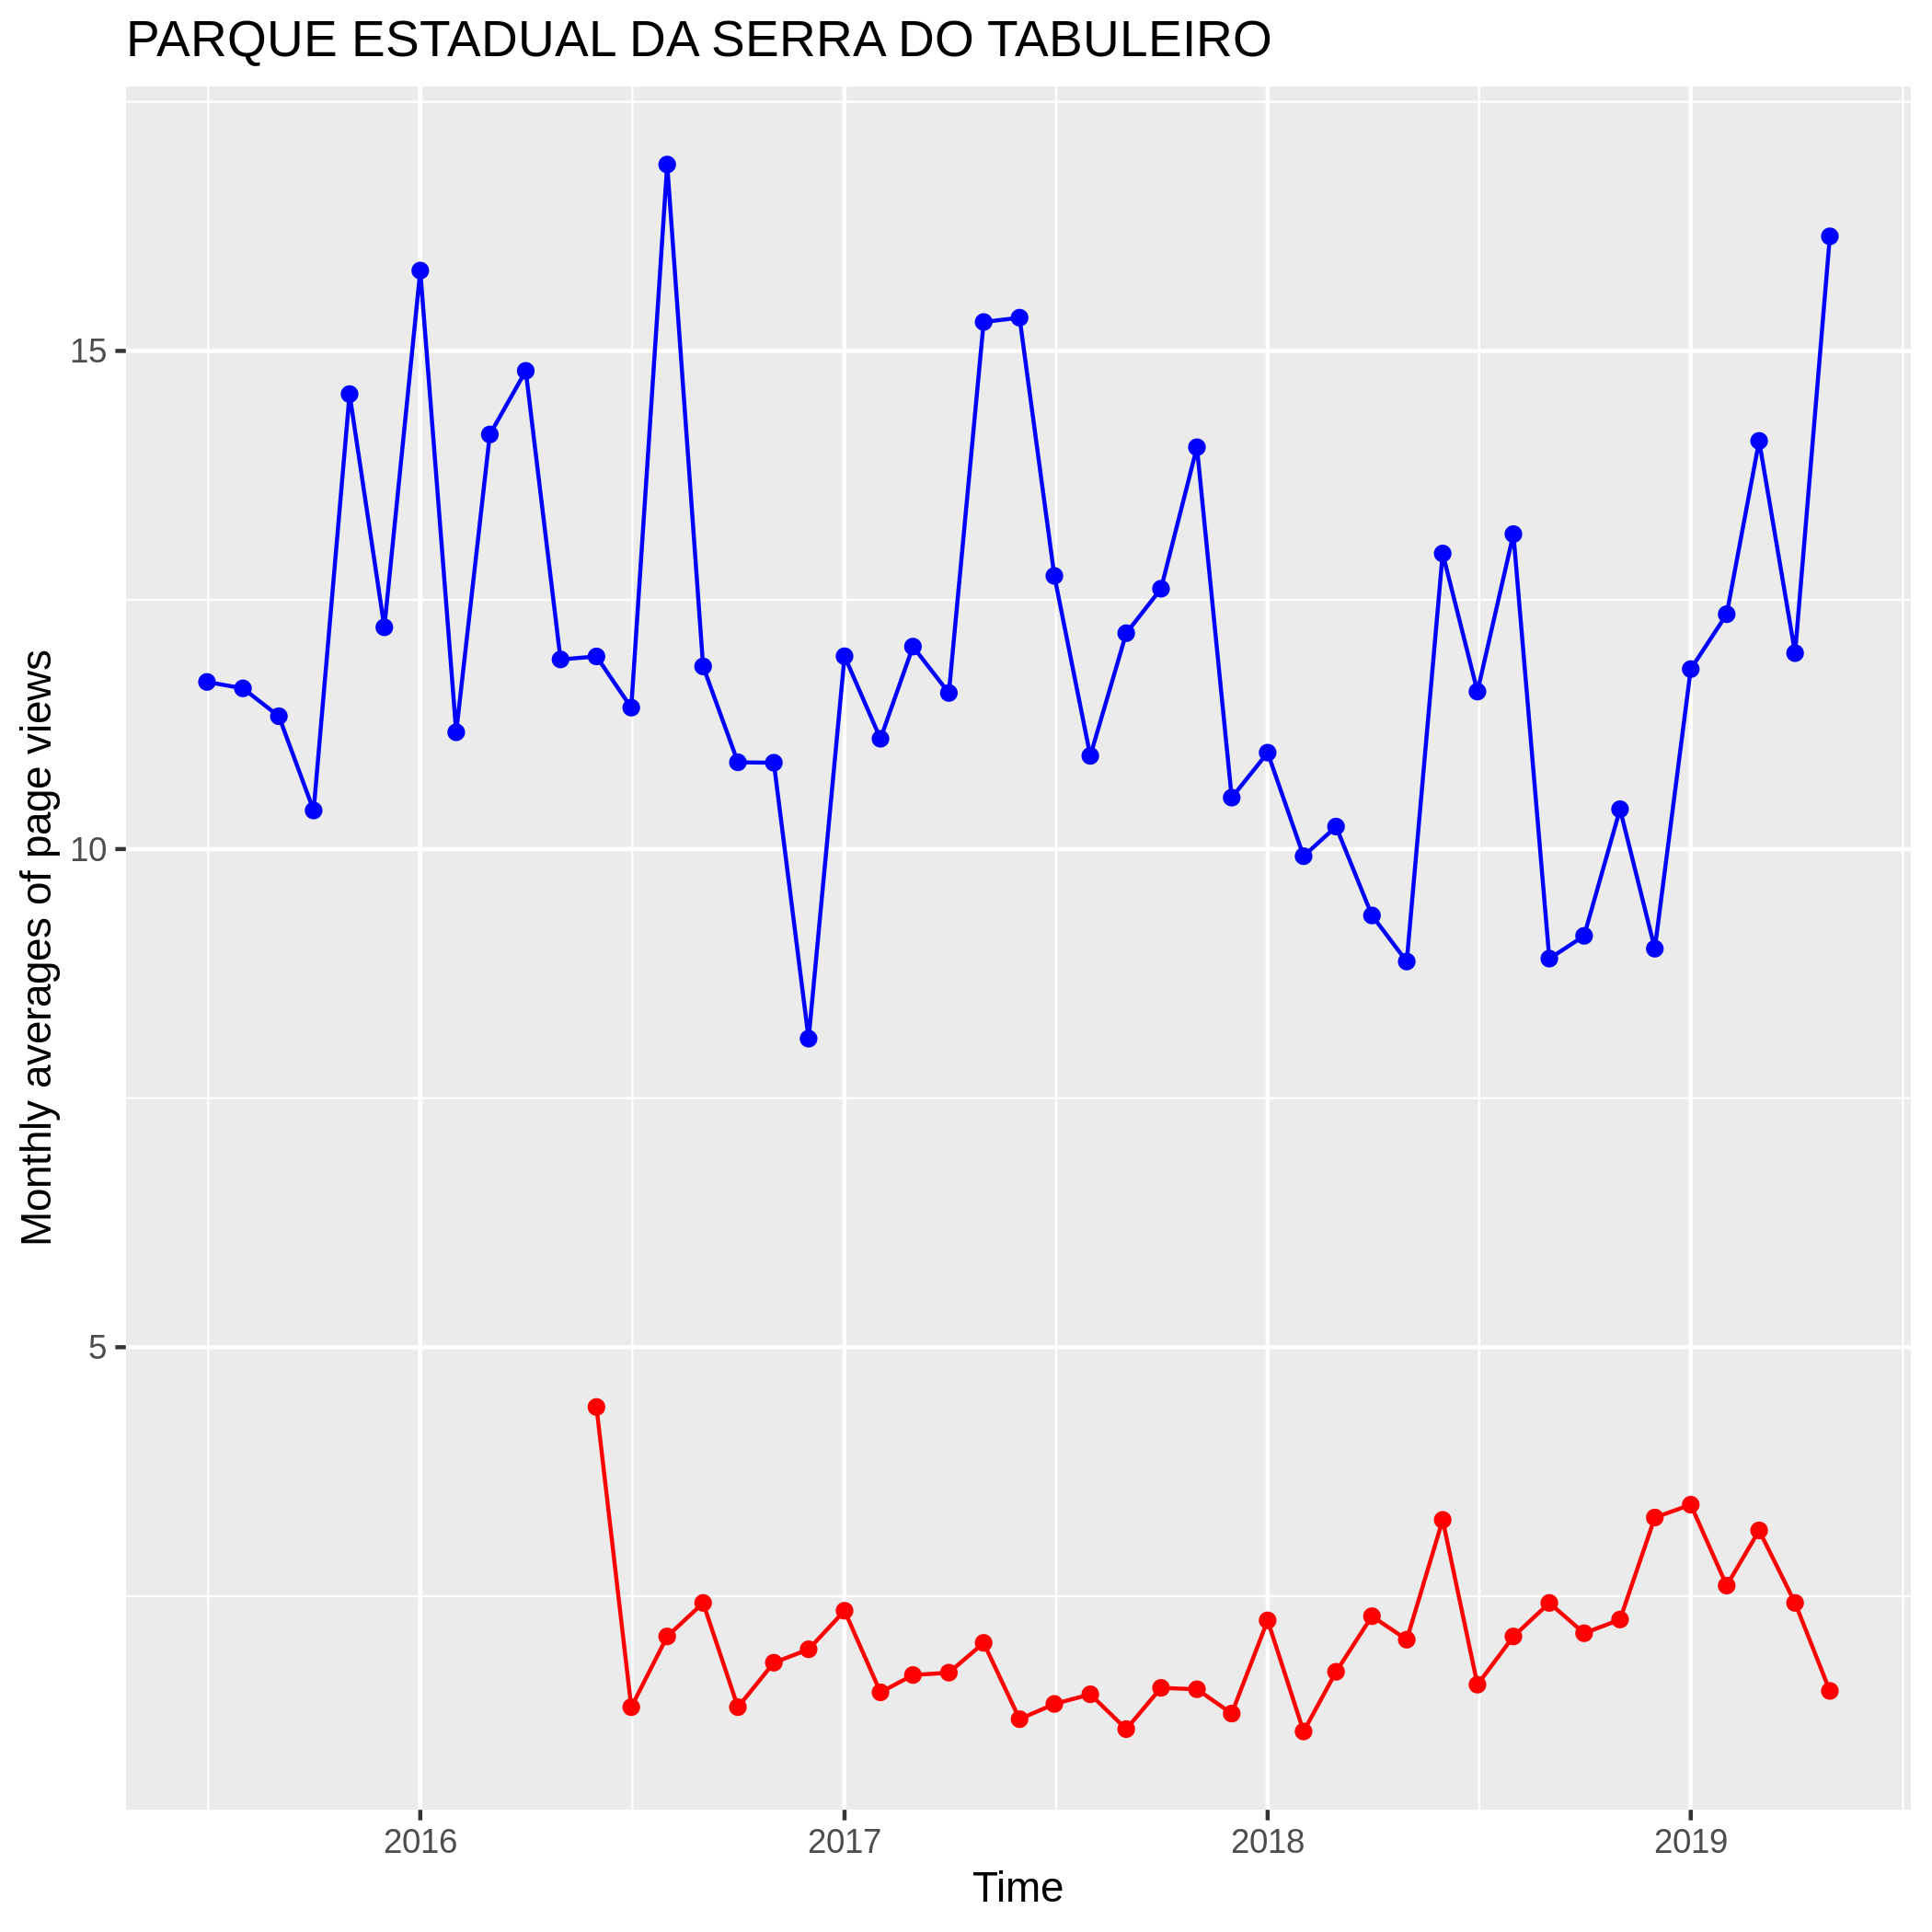 PARQUE ESTADUAL DA SERRA DO TABULEIRO
Monthly averages of page views
15
10
5
2016 2017 2018 2019
Time